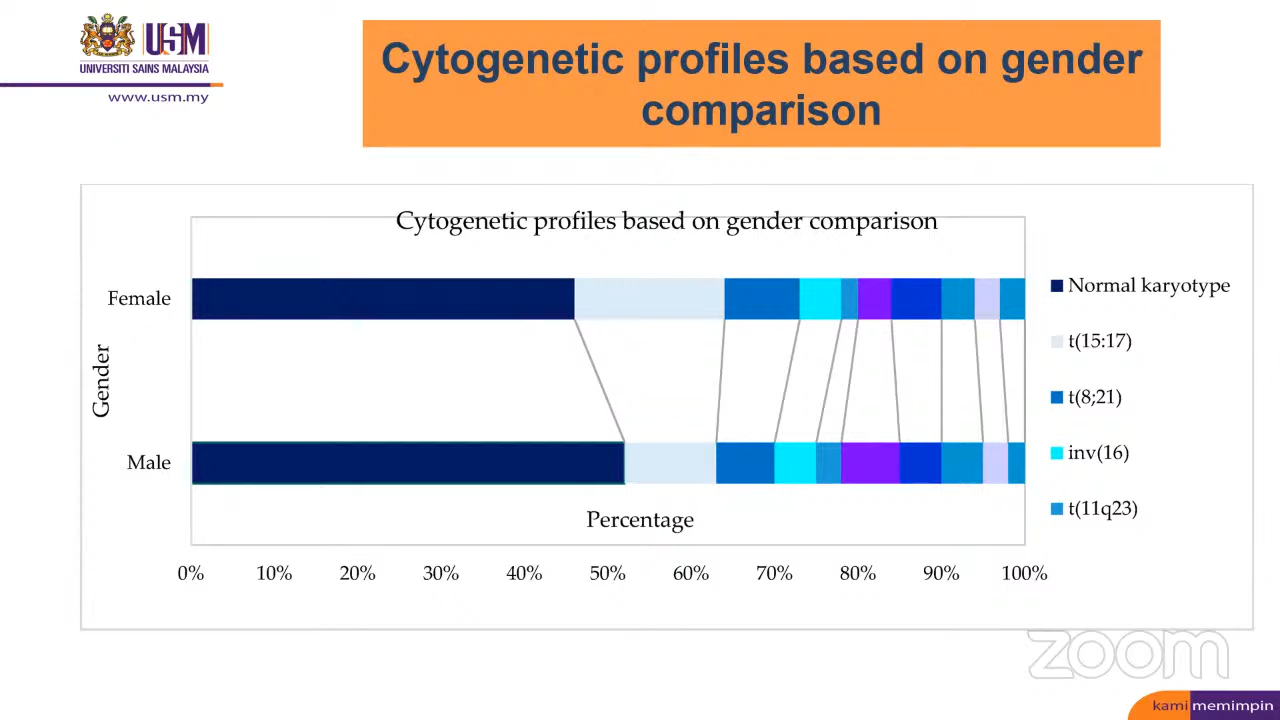 USM
UNIVERSITI SAINS MALAYSIA
www.usm.my
Cytogenetic profiles based on gender
comparison
Cytogenetic profiles based on gender comparison
Gender
Female
Male
Percentage
0% 10% 20% 30% 40% 50% 60% 70% 80% 90% 100%
Normal karyotype
t(15:17)
t(8;21)
inv(16)
t(11q23)
zoom
kami memimpin